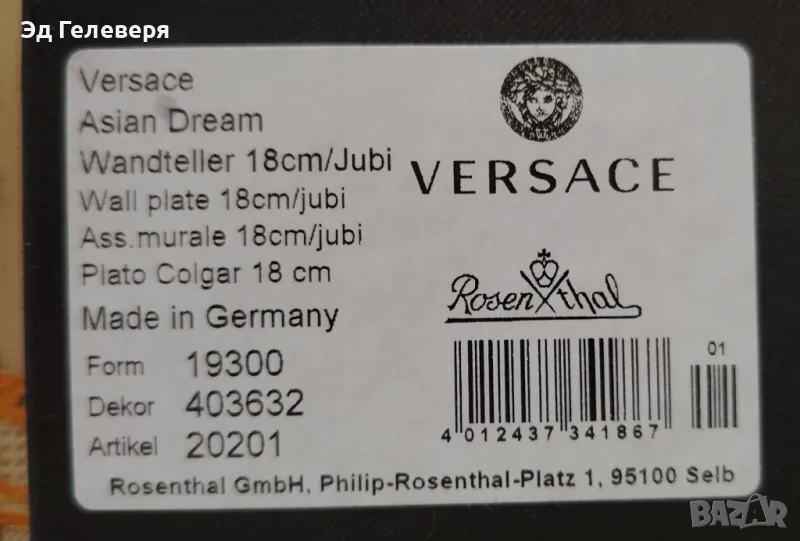 Эд Гелеверя
Versace
Asian Dream
Wandteller 18cm/Jubi
Wall plate 18cm/jubi
Ass.murale 18cm/jubi
Plato Colgar 18 cm
Made in Germany
Form 19300
Dekor 403632
Artikel 20201
VERSACE
Rosenthal
01
4 012437 341867
Rosenthal GmbH, Philip-Rosenthal-Platz 1, 95100 Selb
BAZAR